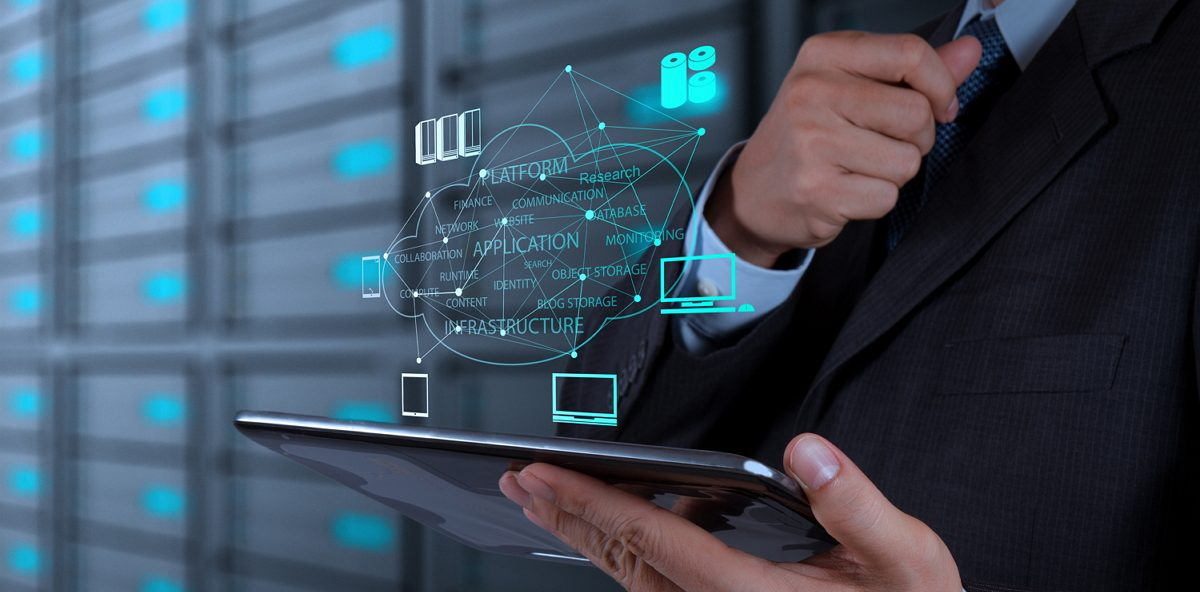 PLATFORM
Research
FINANCE
COMMUNICATION
NETWORK
WEBSITE
DATABASE
MONITORING
COLLABORATION
APPLICATION
SEARCH
RUNTIME
IDENTITY
OBJECT STORAGE
COMPUTE
CONTENT
BLOG STORAGE
INFRASTRUCTURE